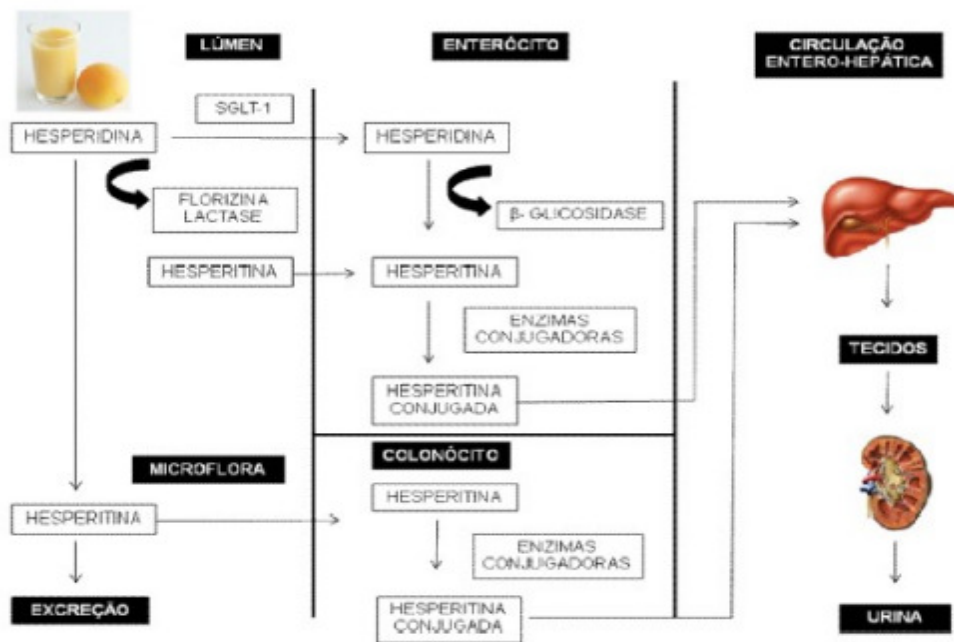 LÚMEN
ENTERÓCITO
CIRCULAÇÃO
ENTERO-HEPÁTICA
SGLT-1
HESPERIDINA
HESPERIDINA
FLORIZINA
LACTASE
β- GLICOSIDASE
HESPERITINA
HESPERITINA
ENZIMAS
CONJUGADORAS
TECIDOS
HESPERITINA
CONJUGADA
MICROFLORA
COLONÓCITO
HESPERITINA
HESPERITINA
ENZIMAS
CONJUGADORAS
EXCREÇÃO
HESPERITINA
CONJUGADA
URINA